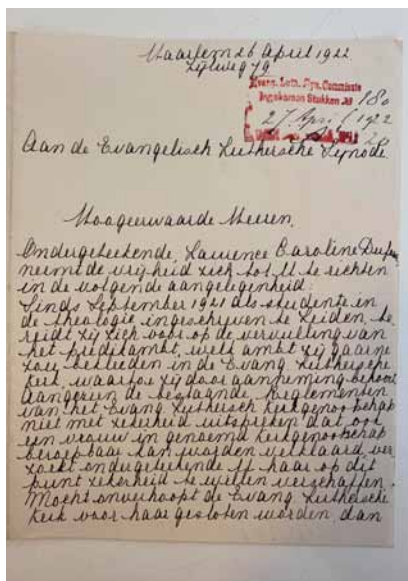 Haarlem 26 April 1922
Zijlweg 79
Evang. Luth. Syn. Commissie
Ingekomen Stukken No 180
27 April 1922
Aan de Evangelisch Luthersche Synode
Hoogeerwaarde Heeren,
Ondergeteekende, Laurence Caroline
neemt de vrijheid zich tot U te richten
in de volgende aangelegenheid:
Sinds September 1921 als studente in
de theologie ingeschreven te Leiden, be
reidt zij zich voor op de vervulling van
het predikambt, welk ambt zij gaarne
zou bekleeden in de Evang. Luthersche
kerk, waartoe zij door aanneming behoort
Aangezien de bestaande Reglementen
van het Evang. Luthersch Kerkgenootschap
niet met zekerheid uitspreken dat ook
een vrouw in genoemd Kerkgenootschap
beroepbaar kan worden verklaard ver
zoekt ondergeteekende U haar op dit
punt zekerheid te willen verschaffen.
Mocht onverhoopt de Evang. Luthersche
Kerk voor haar gesloten worden, dan